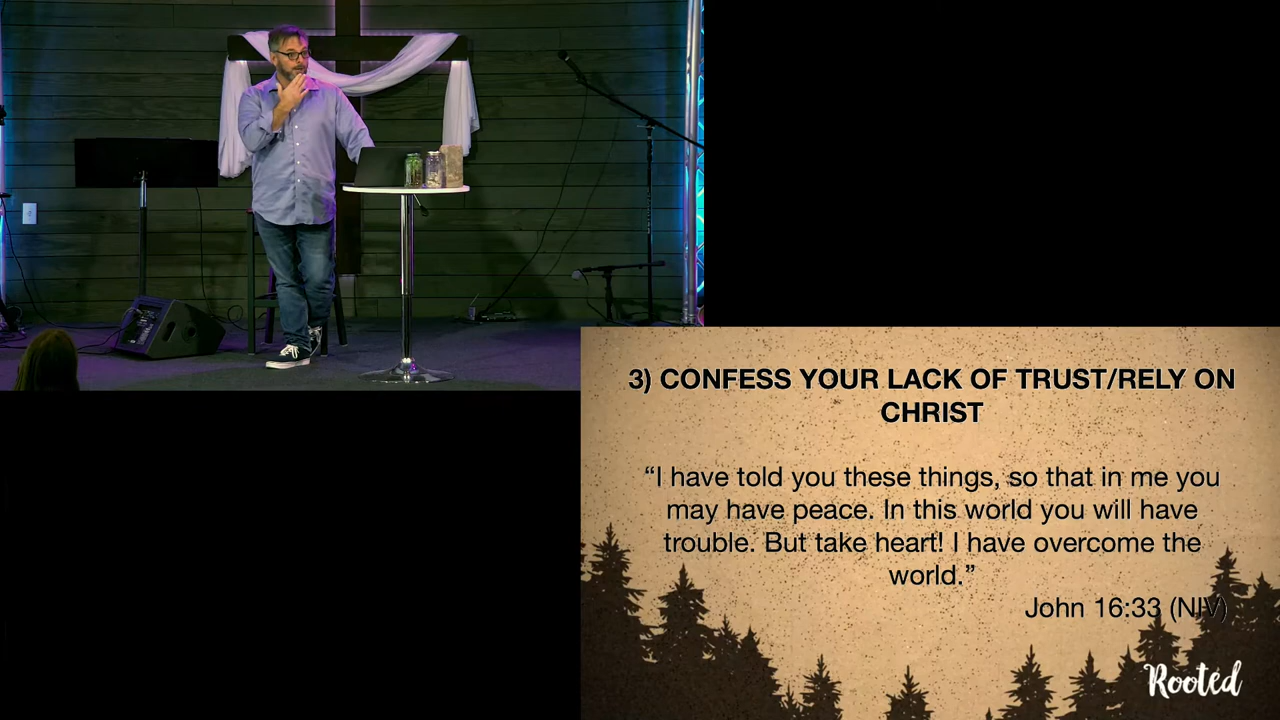 3) CONFESS YOUR LACK OF TRUST/RELY ON
CHRIST
“I have told you these things, so that in me you
may have peace. In this world you will have
trouble. But take heart! I have overcome the
world.”
John 16:33 (NIV)
Rooted